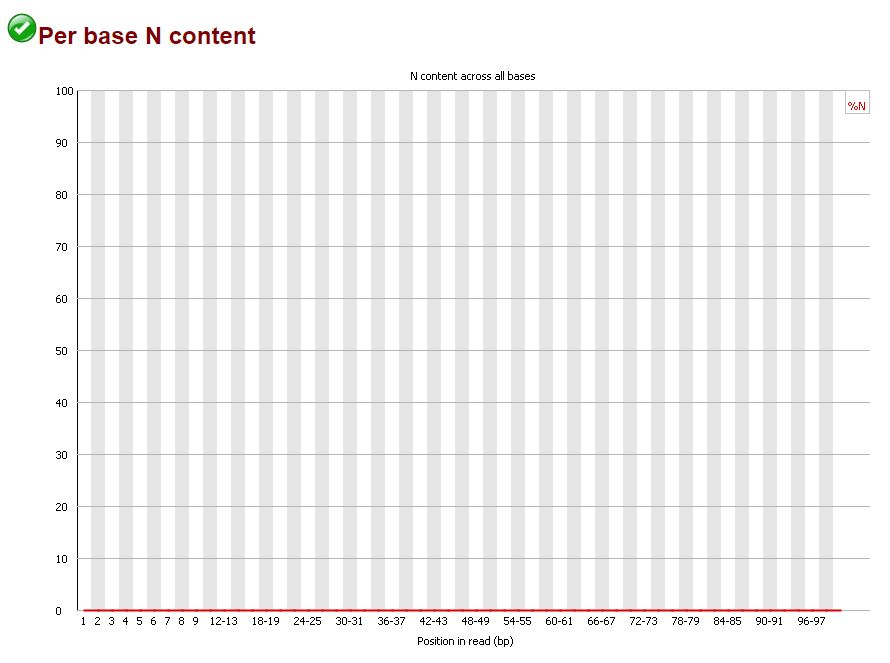 Per base N content
N content across all bases
%N
100
90
80
70
60
50
40
30
20
10
0
1 2 3 4 5 6 7 8 9 12-13 18-19 24-25 30-31 36-37 42-43 48-49 54-55 60-61 66-67 72-73 78-79 84-85 90-91 96-97
Position in read (bp)